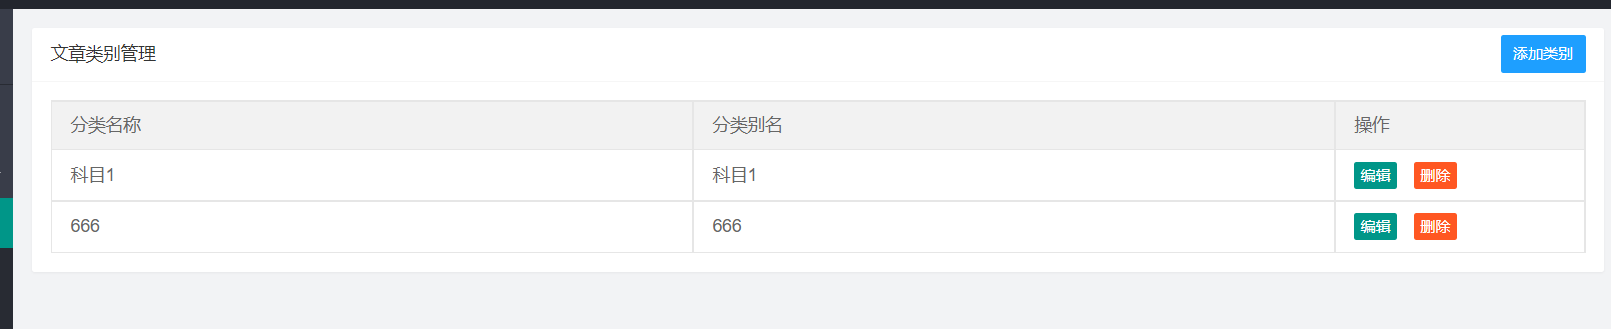 文章类别管理 添加类别
分类名称 分类别名 操作
科目1 科目1 编辑 删除
666 666 编辑 删除